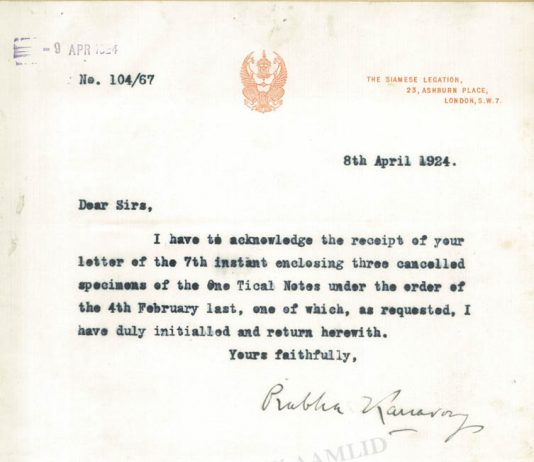 - 9 APR 1924
No. 104/67
THE SIAMESE LEGATION,
23, ASHBURN PLACE,
LONDON, S.W.7.
8th April 1924.
Dear Sirs,
I have to acknowledge the receipt of your
letter of the 7th instant enclosing three cancelled
specimens of the One Tical Notes under the order of
the 4th February last, one of which, as requested, I
have duly initialled and return herewith.
Yours faithfully,
Prabha Karavongs
SIAMLID